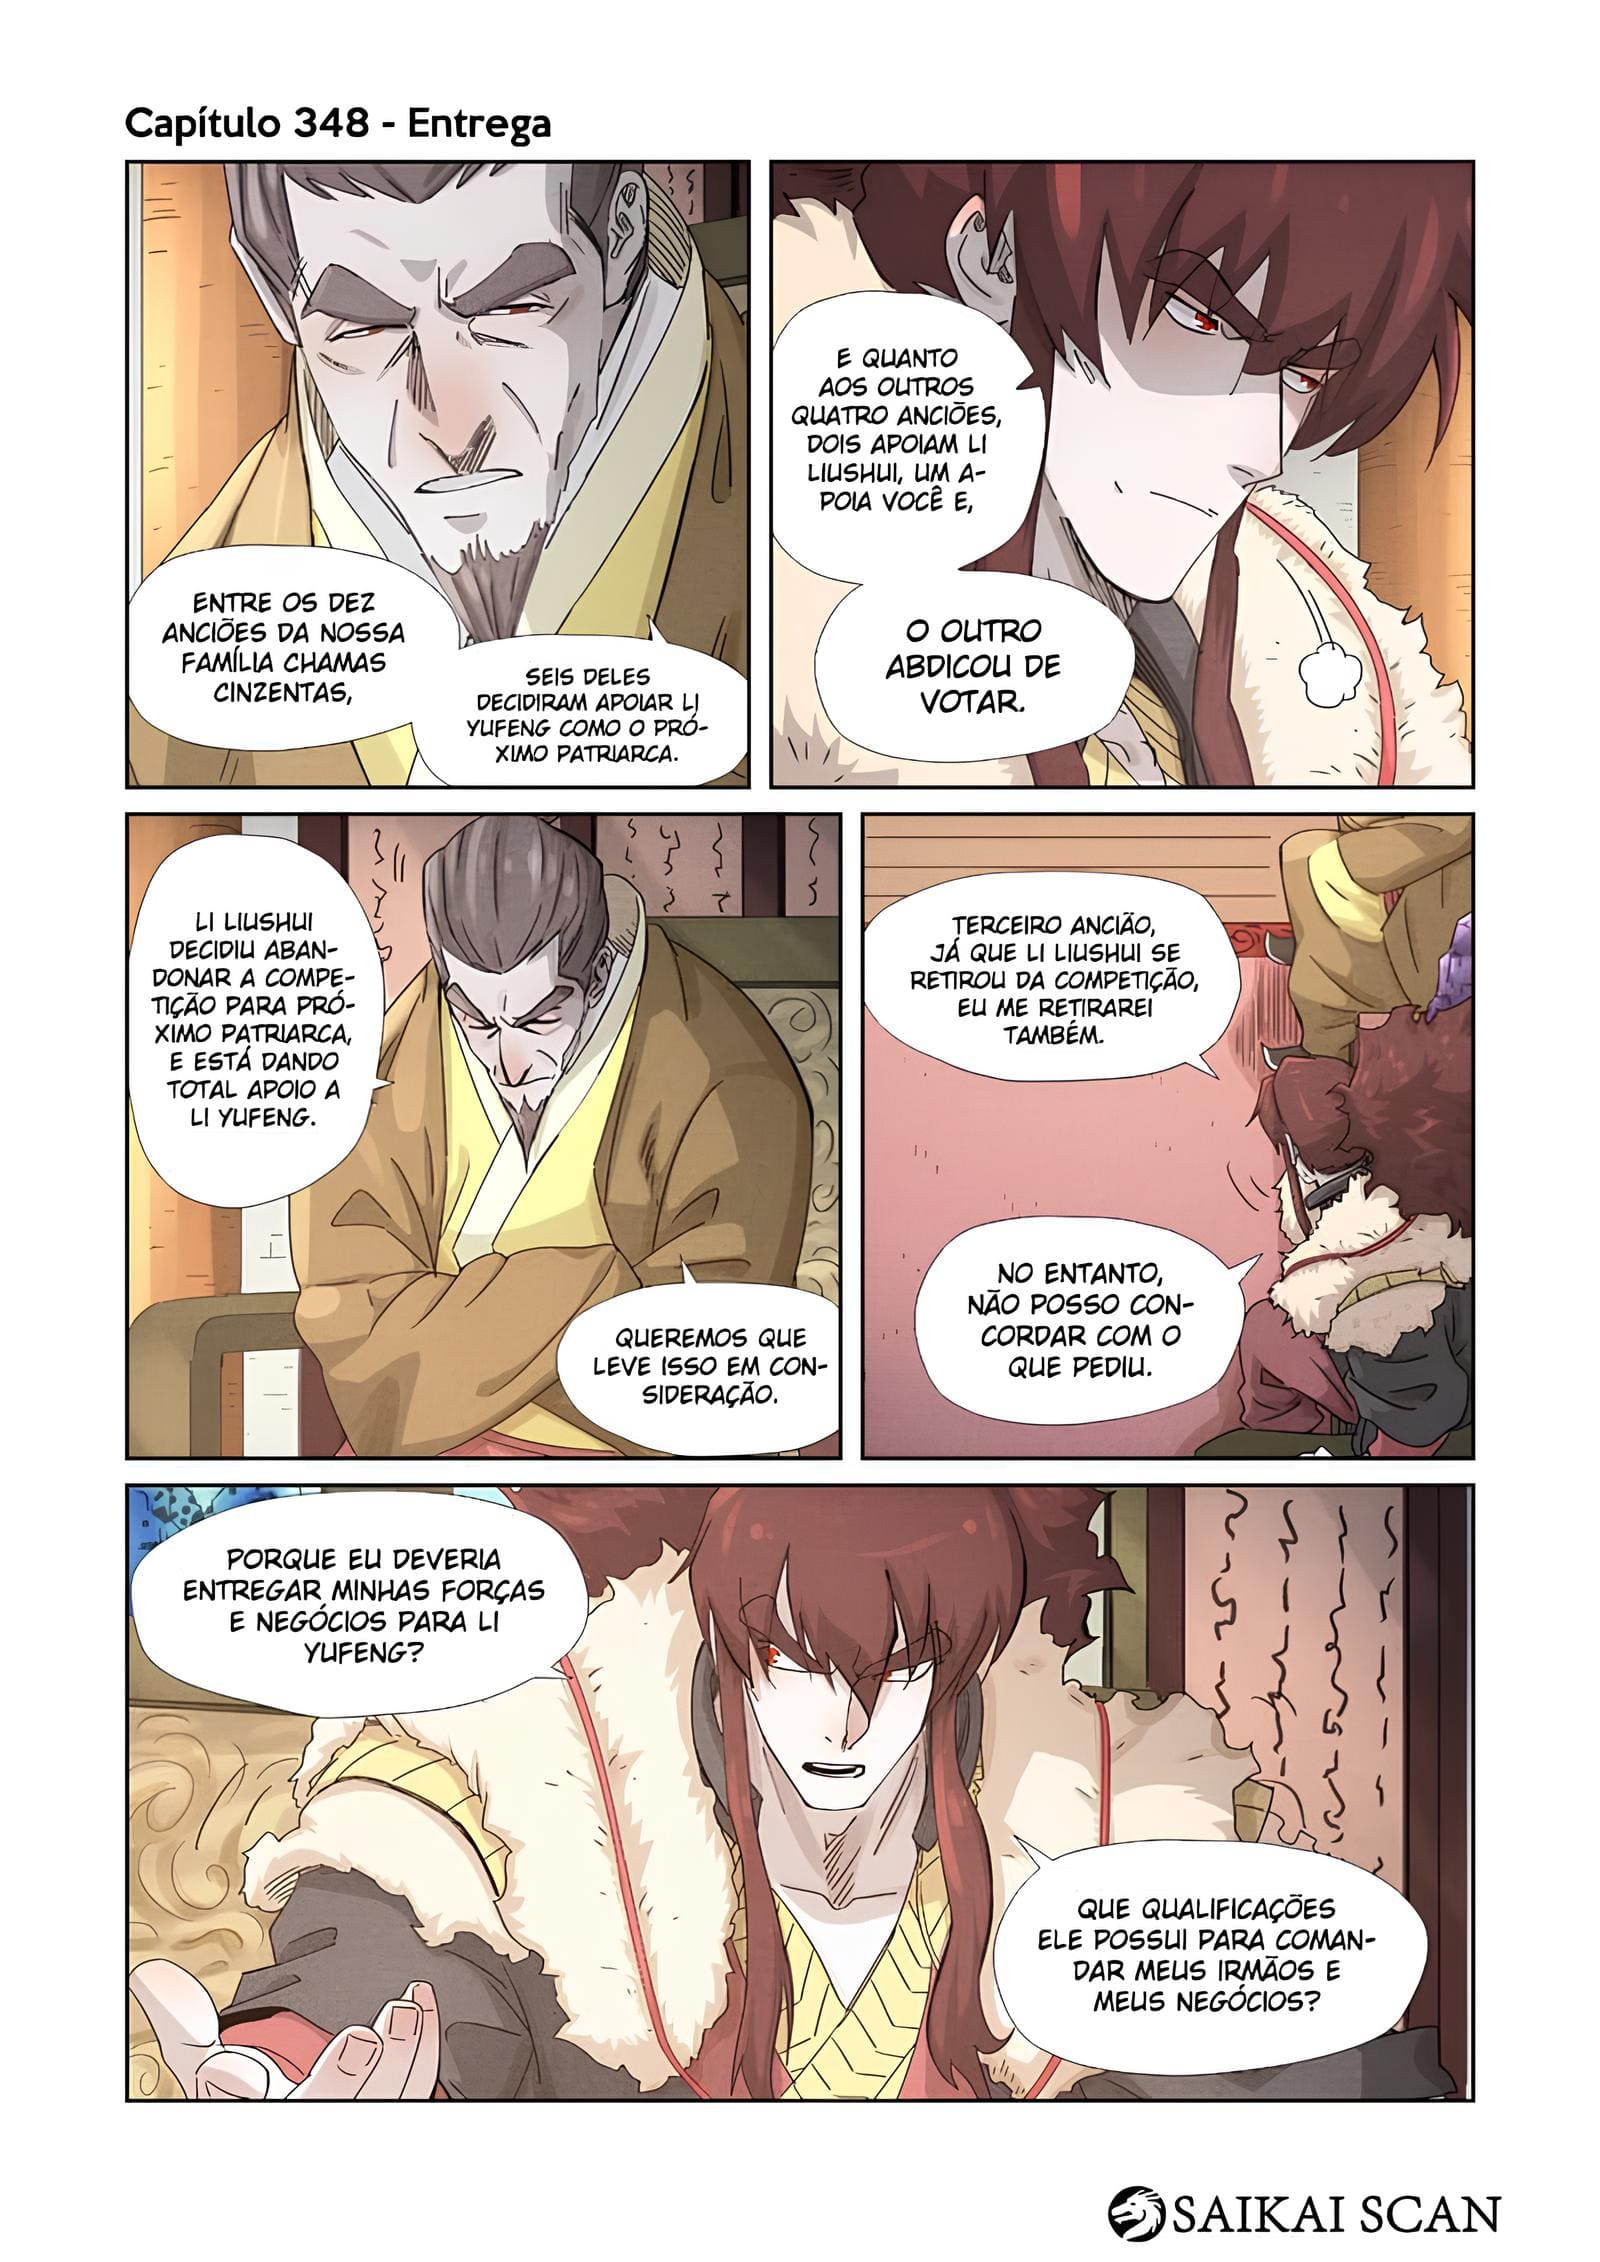 Capítulo 348 - Entrega
ENTRE OS DEZ
ANCIÕES DA NOSSA
FAMÍLIA CHAMAS
CINZENTAS,
SEIS DELES
DECIDIRAM APOIAR LI
YUFENG COMO O PRÓ-
XIMO PATRIARCA.
E QUANTO
AOS OUTROS
QUATRO ANCIÕES,
DOIS APOIAM LI
LIUSHUI, UM A-
POIA VOCÊ E,
O OUTRO
ABDICOU DE
VOTAR.
LI LIUSHUI
DECIDIU ABAN-
DONAR A COMPE-
TIÇÃO PARA PRÓ-
XIMO PATRIARCA,
E ESTÁ DANDO
TOTAL APOIO A
LI YUFENG.
QUEREMOS QUE
LEVE ISSO EM CON-
SIDERAÇÃO.
TERCEIRO ANCIÃO,
JÁ QUE LI LIUSHUI SE
RETIROU DA COMPETIÇÃO,
EU ME RETIRAREI
TAMBÉM.
NO ENTANTO,
NÃO POSSO CON-
CORDAR COM O
QUE PEDIU.
PORQUE EU DEVERIA
ENTREGAR MINHAS FORÇAS
E NEGÓCIOS PARA LI
YUFENG?
QUE QUALIFICAÇÕES
ELE POSSUI PARA COMAN-
DAR MEUS IRMÃOS E
MEUS NEGÓCIOS?
SAIKAI SCAN